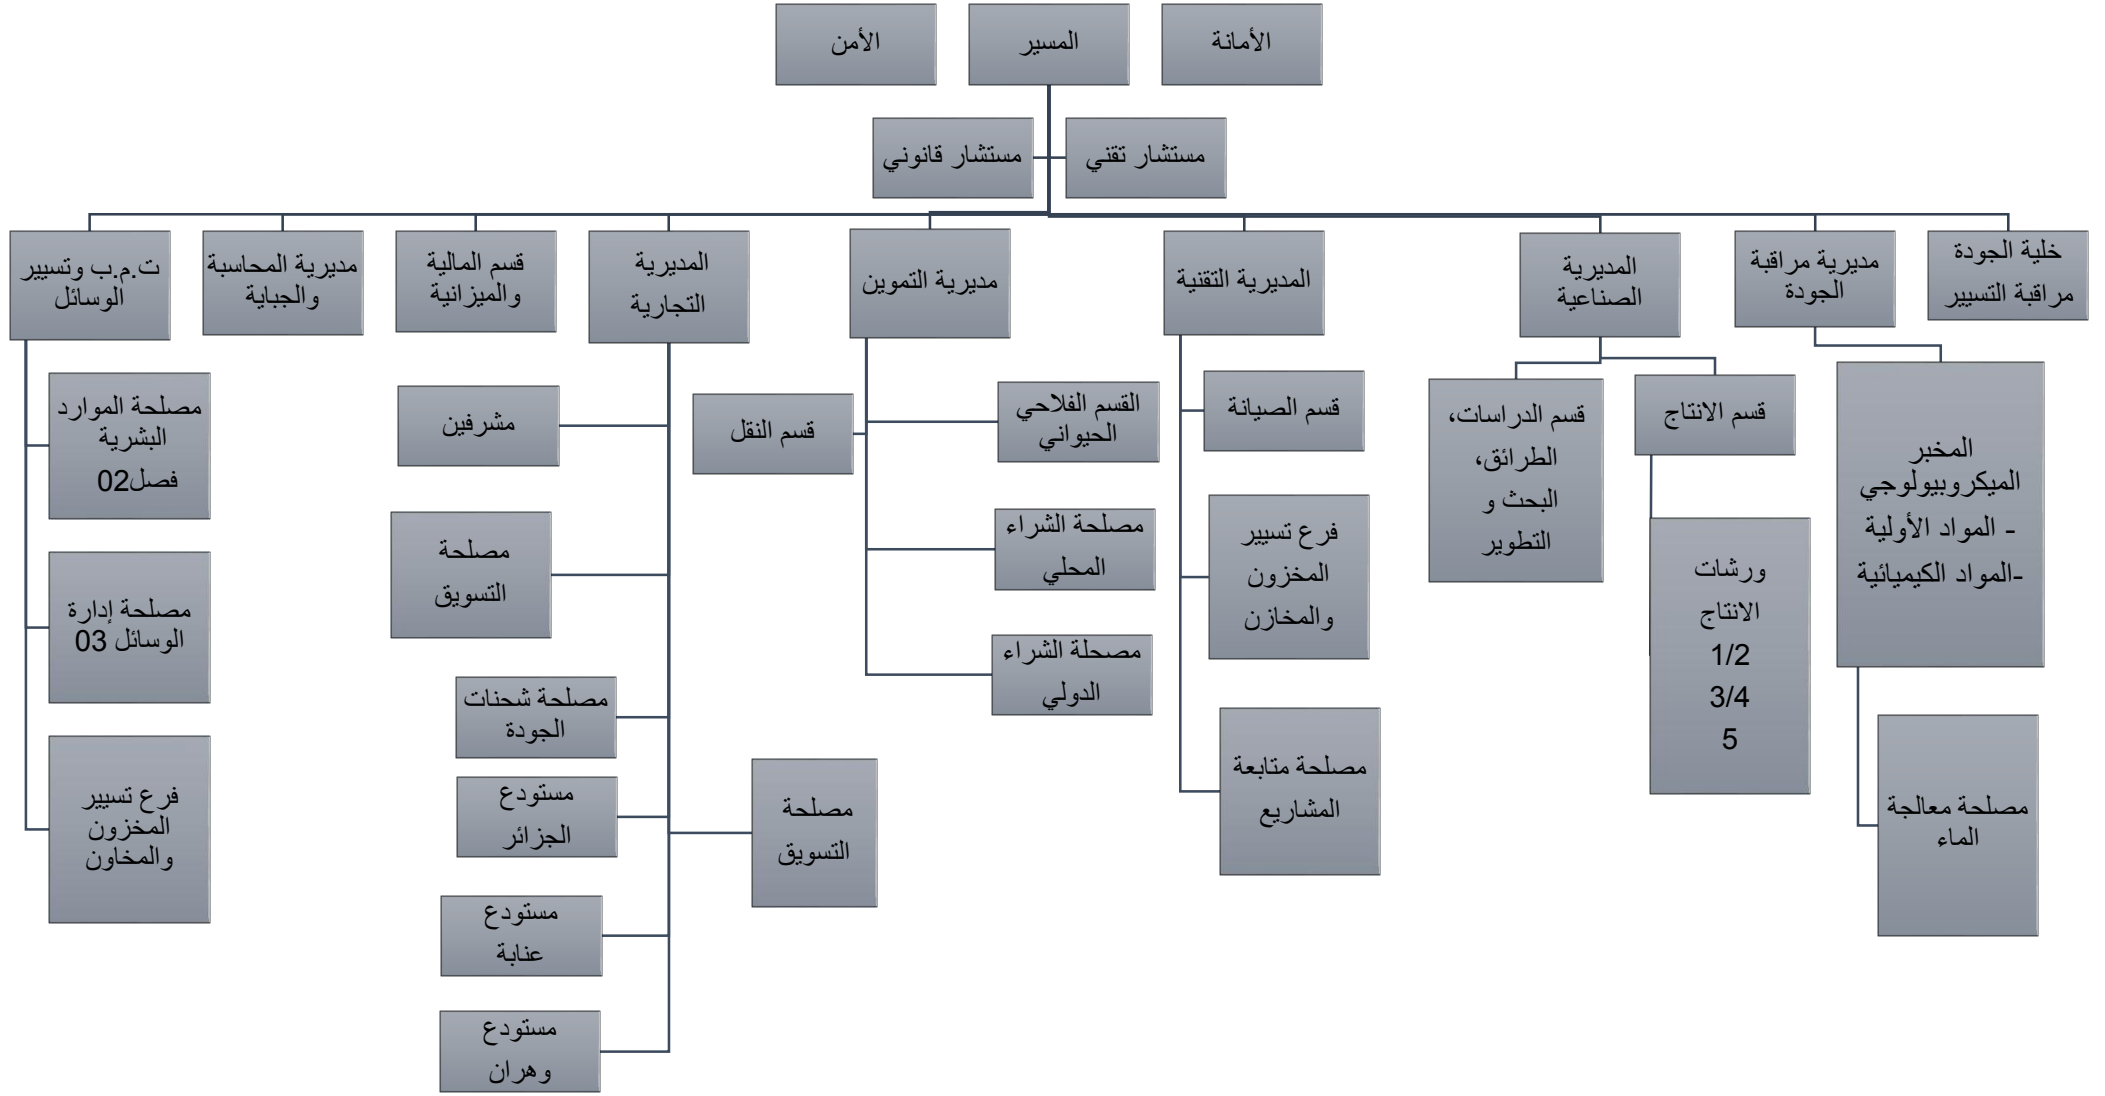 الأمانة
المسير
الأمن
مستشار تقني
مستشار قانوني
خلية الجودة
مراقبة التسيير
مديرية مراقبة
الجودة
المديرية
الصناعية
المديرية التقنية
مديرية التموين
المديرية
التجارية
قسم المالية
والميزانية
مديرية المحاسبة
والجباية
ت.م.ب وتسيير
الوسائل
المخبر
الميكروبيولوجي
- المواد الأولية
-المواد الكيميائية
مصلحة معالجة
الماء
قسم الانتاج
ورشات
الانتاج
1/2
3/4
5
قسم الدراسات،
الطرائق،
البحث و
التطوير
قسم الصيانة
فرع تسيير
المخزون
والمخازن
مصلحة متابعة
المشاريع
القسم الفلاحي
الحيواني
مصلحة الشراء
المحلي
مصحلة الشراء
الدولي
قسم النقل
مشرفين
مصلحة
التسويق
مصلحة شحنات
الجودة
مستودع
الجزائر
مصلحة
التسويق
مستودع
عنابة
مستودع
وهران
مصلحة الموارد
البشرية
فصل02
مصلحة إدارة
الوسائل 03
فرع تسيير
المخزون
والمخاون